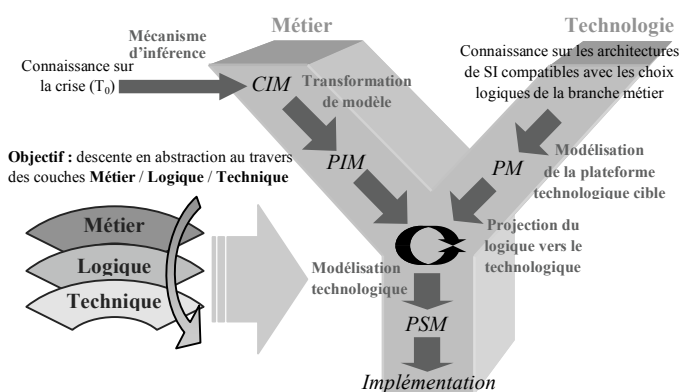 Métier
Technologie
Mécanisme
d'inférence
Connaissance sur
la crise (T0)
CIM
Transformation
de modèle
Connaissance sur les architectures
de SI compatibles avec les choix
logiques de la branche métier
PIM
PM
Modélisation
de la plateforme
technologique cible
Objectif : descente en abstraction au travers
des couches Métier / Logique / Technique
Métier
Logique
Technique
Projection du
logique vers le
technologique
Modélisation
technologique
PSM
Implémentation